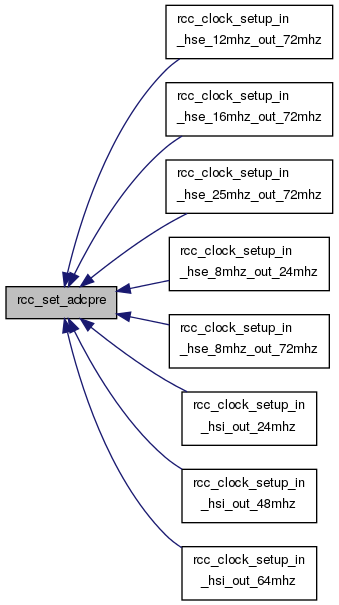 rcc_clock_setup_in
_hse_12mhz_out_72mhz
rcc_clock_setup_in
_hse_16mhz_out_72mhz
rcc_clock_setup_in
_hse_25mhz_out_72mhz
rcc_clock_setup_in
_hse_8mhz_out_24mhz
rcc_set_adcpre
rcc_clock_setup_in
_hse_8mhz_out_72mhz
rcc_clock_setup_in
_hsi_out_24mhz
rcc_clock_setup_in
_hsi_out_48mhz
rcc_clock_setup_in
_hsi_out_64mhz